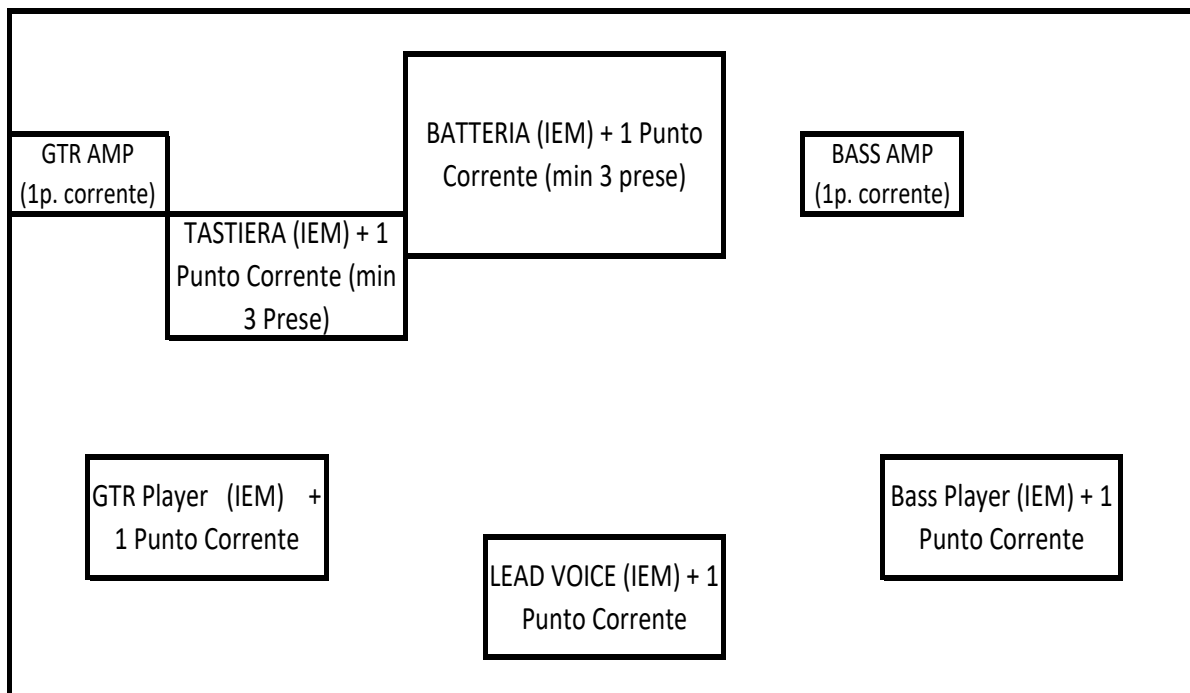 BATTERIA (IEM) + 1 Punto
Corrente (min 3 prese)
GTR AMP
(1p. corrente)
BASS AMP
(1p. corrente)
TASTIERA (IEM) + 1
Punto Corrente (min
3 Prese)
GTR Player (IEM) +
1 Punto Corrente
Bass Player (IEM) + 1
Punto Corrente
LEAD VOICE (IEM) + 1
Punto Corrente